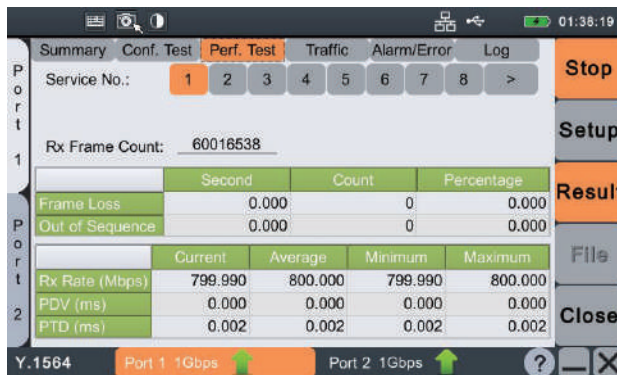 01:38:19
Summary Conf. Test Perf. Test Traffic Alarm/Error Log
Service No.: 1 2 3 4 5 6 7 8 >
Rx Frame Count: 60016538
Second Count Percentage
Frame Loss 0.000 0 0.000
Out of Sequence 0.000 0 0.000
Current Average Minimum Maximum
Rx Rate (Mbps) 799.990 800.000 799.990 800.000
PDV (ms) 0.000 0.000 0.000 0.000
PTD (ms) 0.002 0.002 0.002 0.002
Port 1
Port 2
Stop
Setup
Resul
File
Close
Y.1564 Port 1 1Gbps Port 2 1Gbps ?